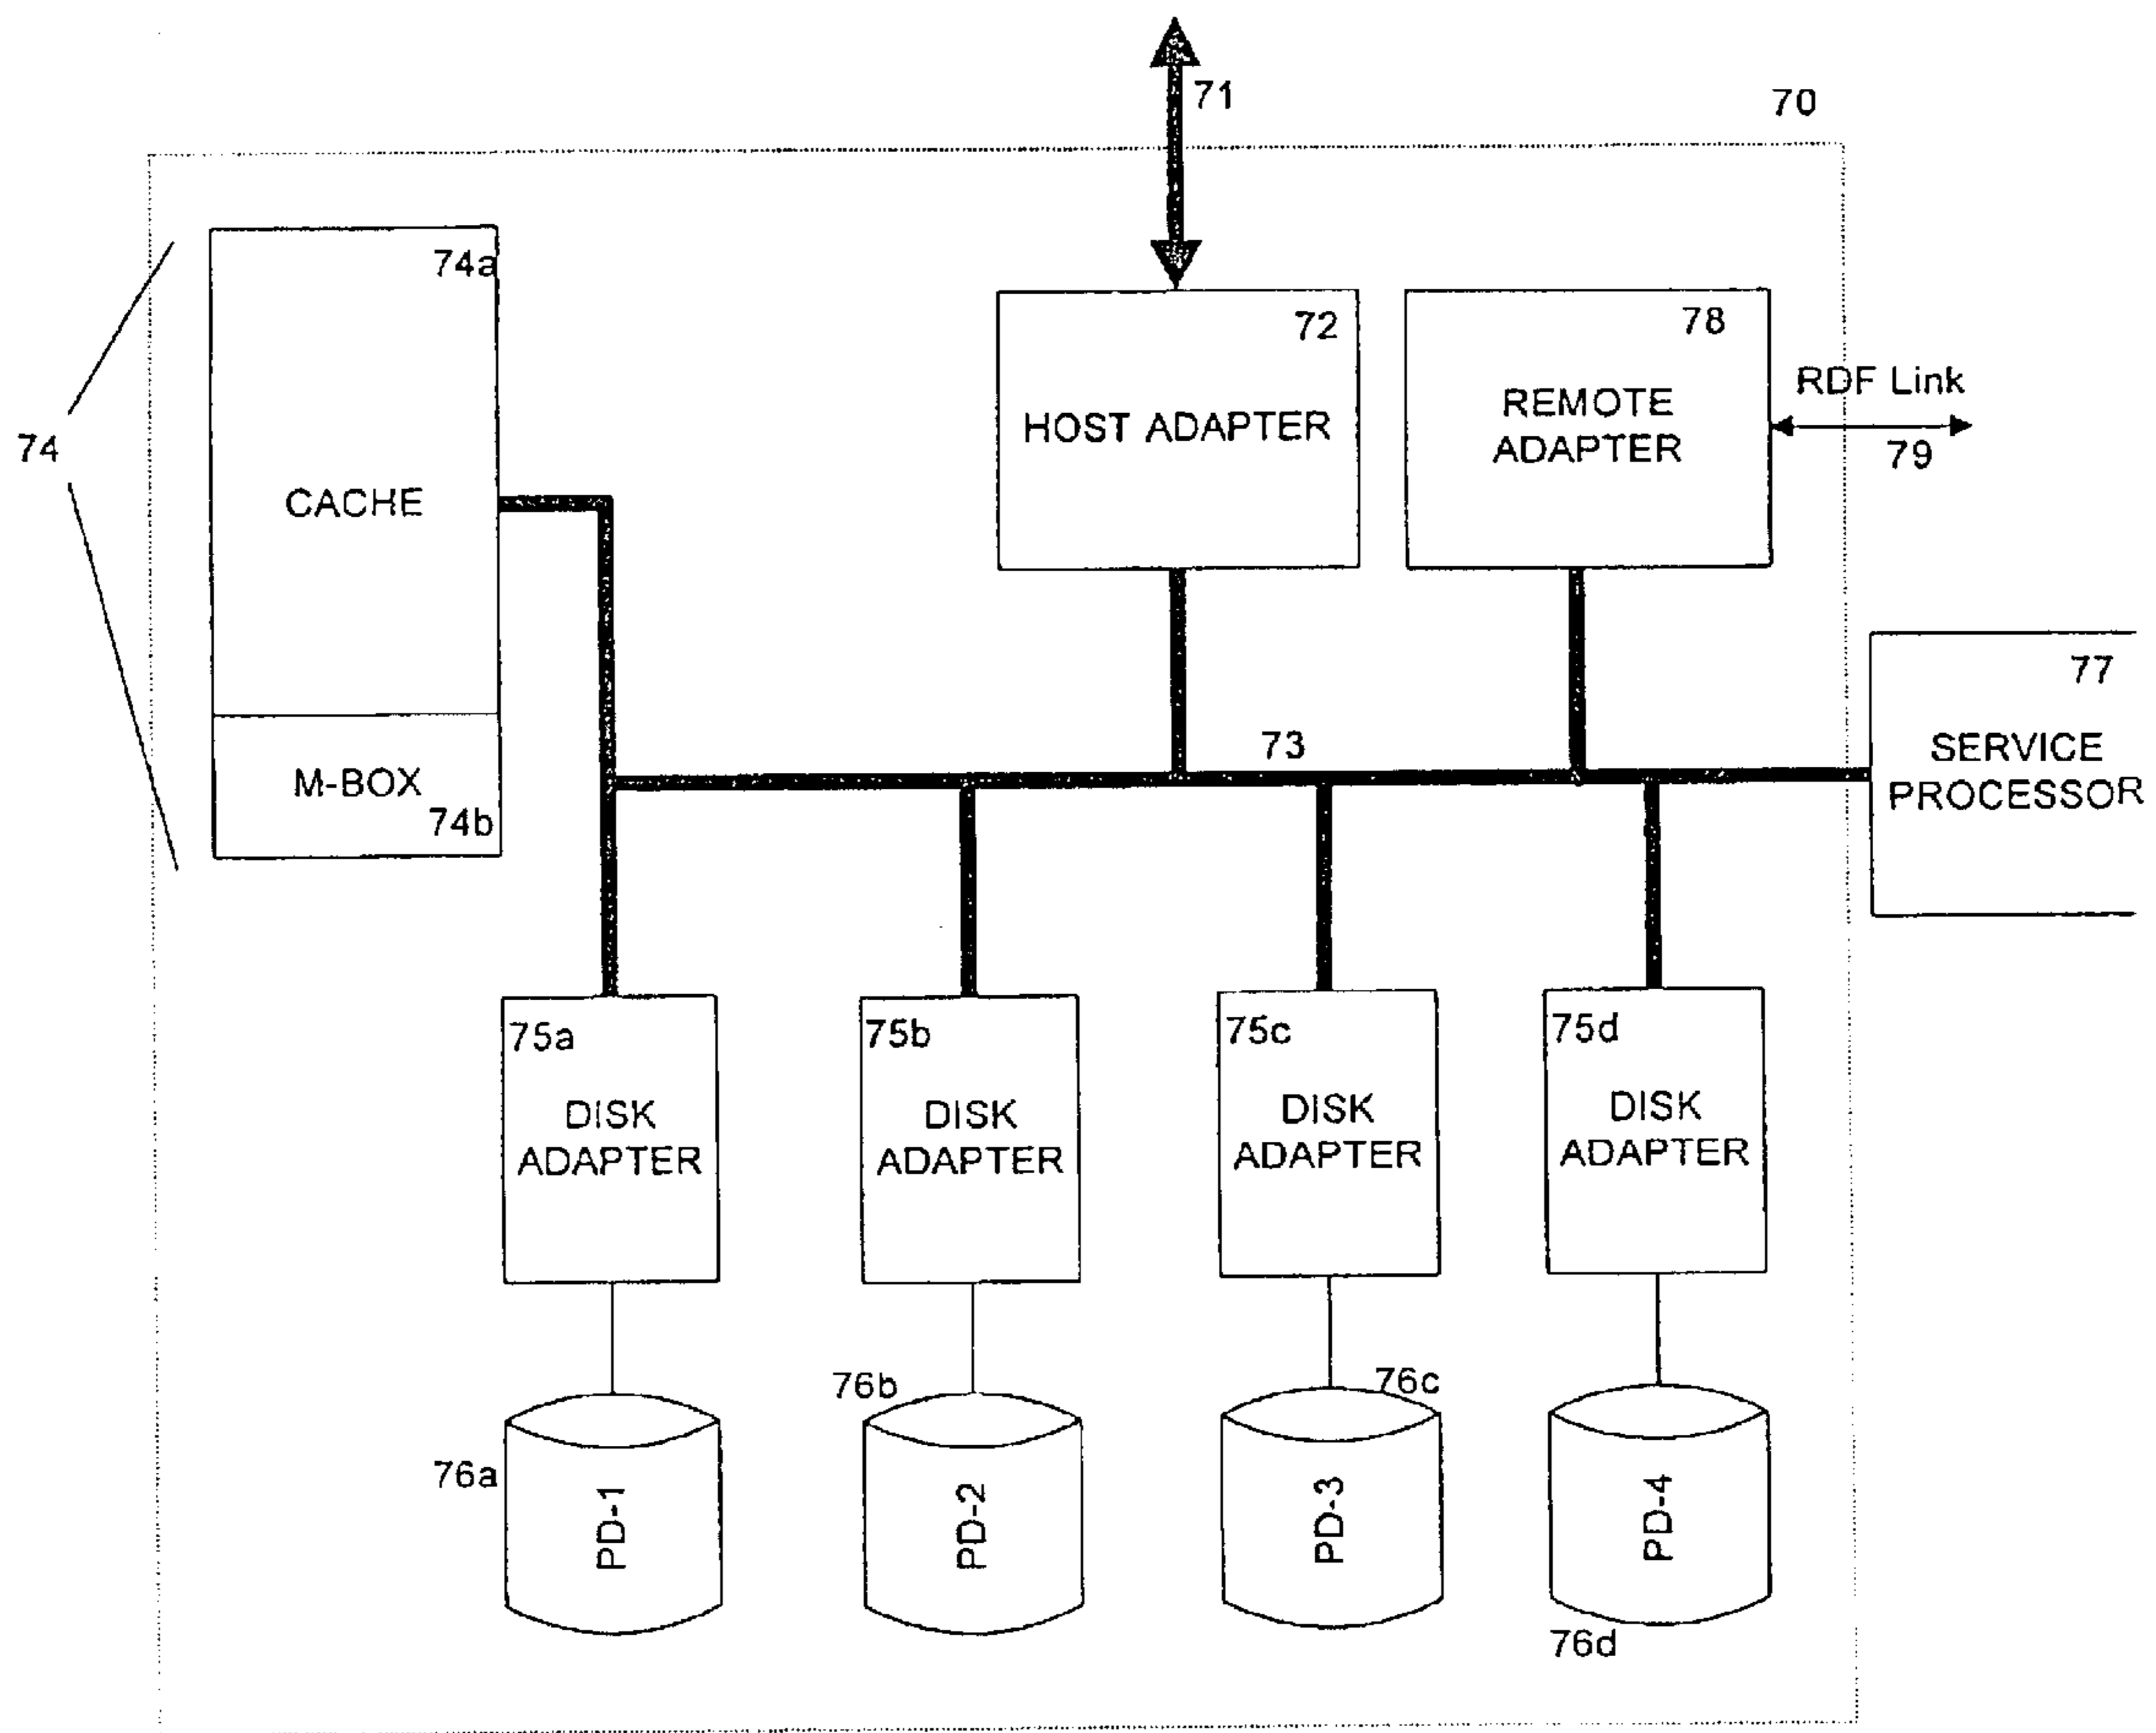 71
70
74a
72
78
RDF Link
REMOTE
ADAPTER
HOST ADAPTER
79
74
CACHE
77
73
SERVICE
PROCESSOR
M-BOX
74b
75a
75b
75c
75d
DISK
ADAPTER
DISK
ADAPTER
DISK
ADAPTER
DISK
ADAPTER
76b
76c
76a
PD-1
PD-2
PD-3
PD-4
76d